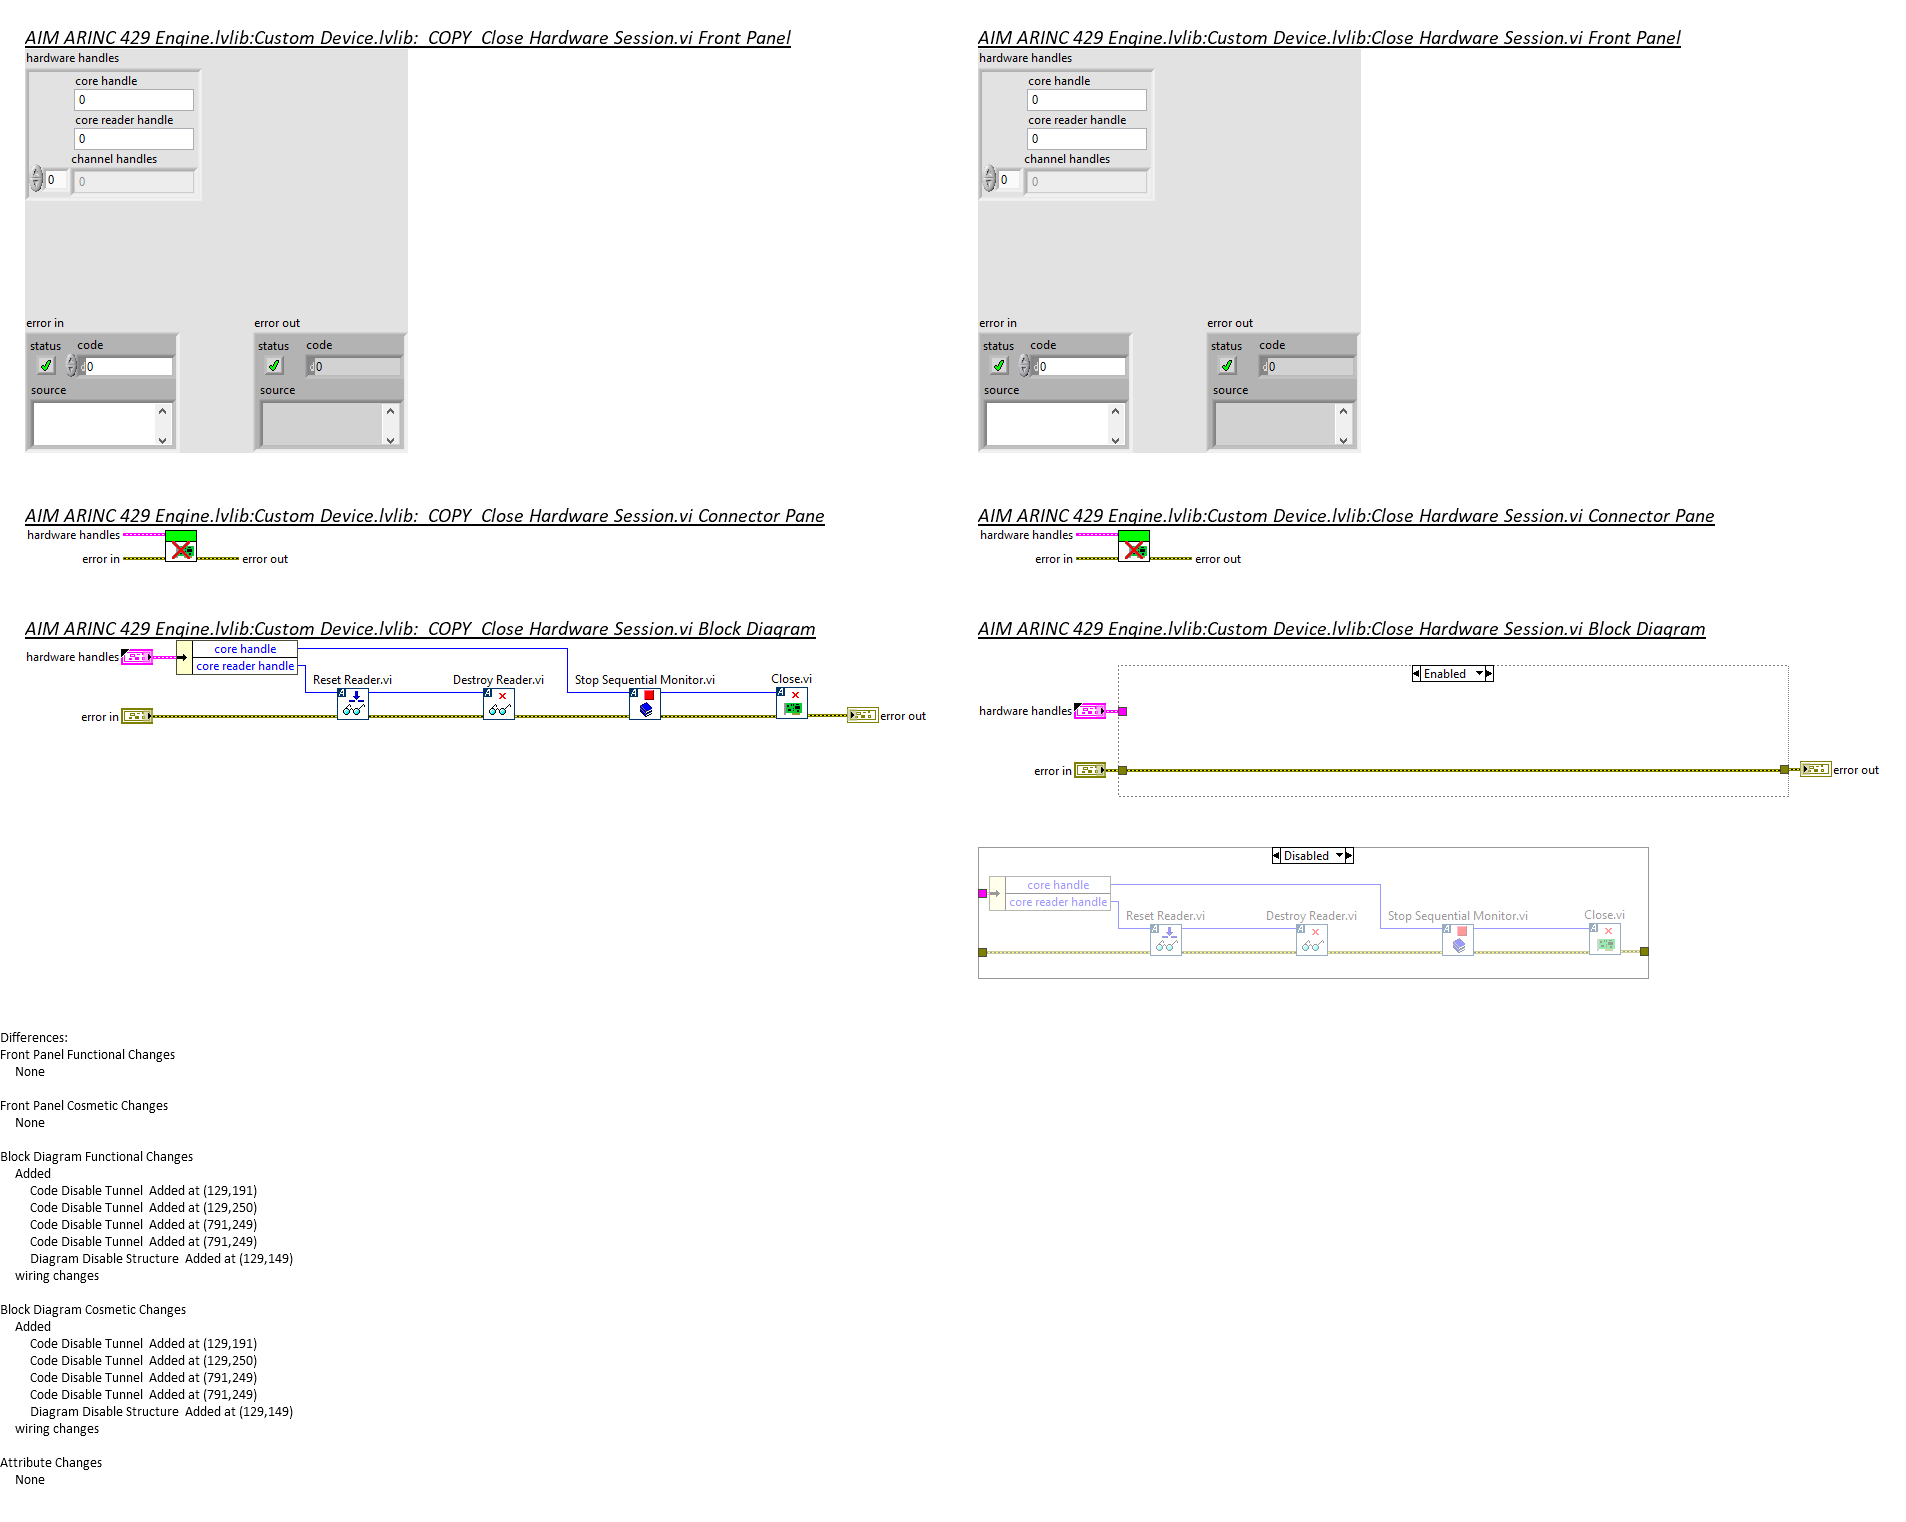 AIM ARINC 429 Engine.lvlib:Custom Device.lvlib:_COPY_Close Hardware Session.vi Front Panel
hardware handles
core handle
0
core reader handle
0
channel handles
0
0
error in
status
code
0
source
error out
status
code
0
source
AIM ARINC 429 Engine.lvlib:Custom Device.lvlib:Close Hardware Session.vi Front Panel
hardware handles
core handle
0
core reader handle
0
channel handles
0
0
error in
status
code
0
source
error out
status
code
0
source
AIM ARINC 429 Engine.lvlib:Custom Device.lvlib:_COPY_Close Hardware Session.vi Connector Pane
hardware handles
error in
error out
AIM ARINC 429 Engine.lvlib:Custom Device.lvlib:Close Hardware Session.vi Connector Pane
hardware handles
error in
error out
AIM ARINC 429 Engine.lvlib:Custom Device.lvlib:_COPY_Close Hardware Session.vi Block Diagram
hardware handles
core handle
core reader handle
Reset Reader.vi
Destroy Reader.vi
Stop Sequential Monitor.vi
Close.vi
error in
error out
AIM ARINC 429 Engine.lvlib:Custom Device.lvlib:Close Hardware Session.vi Block Diagram
Enabled
hardware handles
error in
error out
Disabled
core handle
core reader handle
Reset Reader.vi
Destroy Reader.vi
Stop Sequential Monitor.vi
Close.vi
Differences:
Front Panel Functional Changes
None
Front Panel Cosmetic Changes
None
Block Diagram Functional Changes
Added
Code Disable Tunnel  Added at (129,191)
Code Disable Tunnel  Added at (129,250)
Code Disable Tunnel  Added at (791,249)
Code Disable Tunnel  Added at (791,249)
Diagram Disable Structure  Added at (129,149)
wiring changes
Block Diagram Cosmetic Changes
Added
Code Disable Tunnel  Added at (129,191)
Code Disable Tunnel  Added at (129,250)
Code Disable Tunnel  Added at (791,249)
Code Disable Tunnel  Added at (791,249)
Diagram Disable Structure  Added at (129,149)
wiring changes
Attribute Changes
None